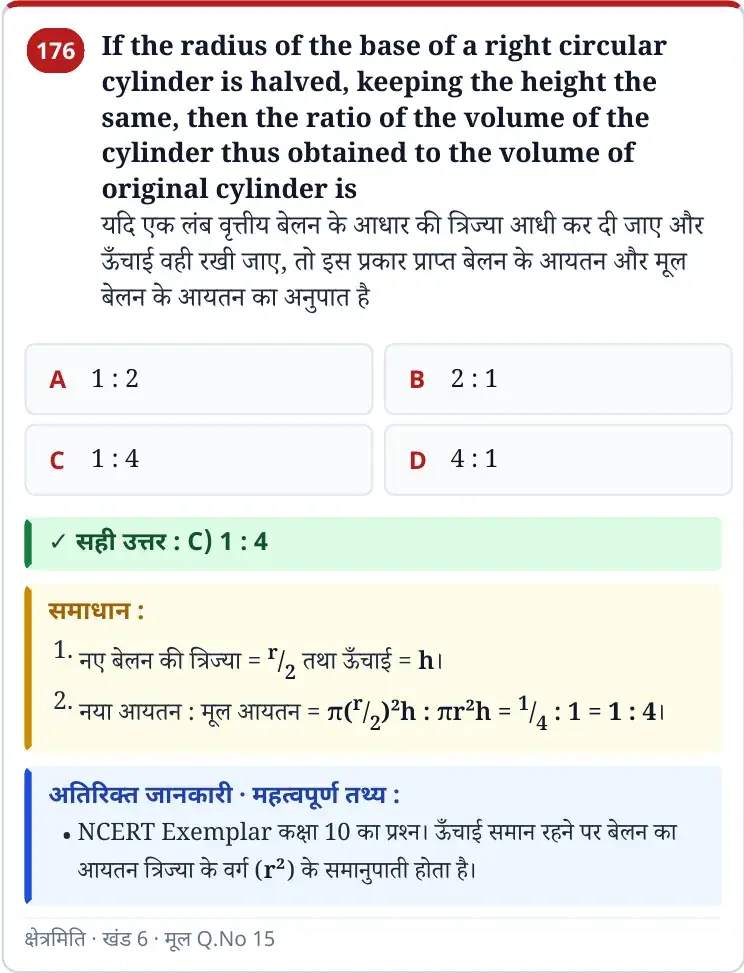 176 If the radius of the base of a right circular
cylinder is halved, keeping the height the
same, then the ratio of the volume of the
cylinder thus obtained to the volume of
original cylinder is
यदि एक लंब वृत्तीय बेलन के आधार की त्रिज्या आधी कर दी जाए और
ऊँचाई वही रखी जाए, तो इस प्रकार प्राप्त बेलन के आयतन और मूल
बेलन के आयतन का अनुपात है
A 1 : 2
B 2 : 1
C 1 : 4
D 4 : 1
✓ सही उत्तर : C) 1 : 4
समाधान :
1. नए बेलन की त्रिज्या = r/2 तथा ऊँचाई = h।
2. नया आयतन : मूल आयतन = π(r/2)²h : πr²h = 1/4 : 1 = 1 : 4।
अतिरिक्त जानकारी · महत्वपूर्ण तथ्य :
• NCERT Exemplar कक्षा 10 का प्रश्न। ऊँचाई समान रहने पर बेलन का
आयतन त्रिज्या के वर्ग (r²) के समानुपाती होता है।
क्षेत्रमिति · खंड 6 · मूल Q.No 15